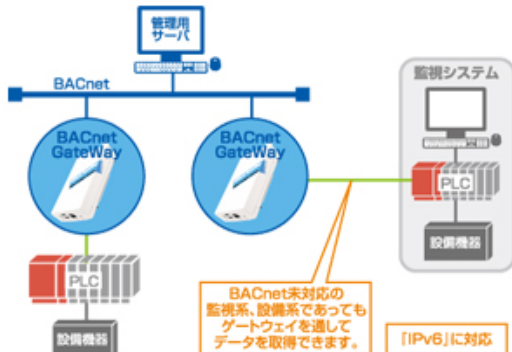 管理用
サーバ
BACnet
監視システム
BACnet
GateWay
BACnet
GateWay
PLC
設備機器
PLC
設備機器
BACnet未対応の
監視系、設備系であっても
ゲートウェイを通して
データを取得できます。
「IPv6」に対応